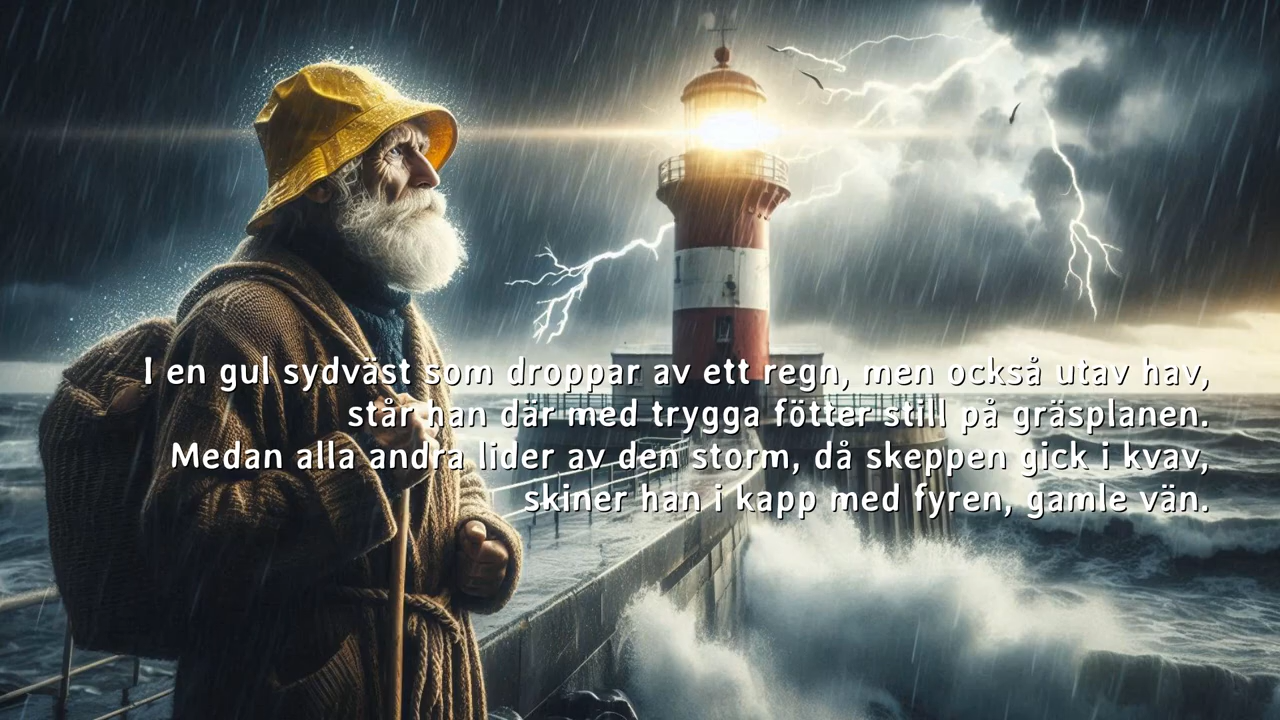 I en gul sydväst som droppar av ett regn, men också utav hav,
står han där med trygga fötter still på gräsplanen.
Medan alla andra lider av den storm, då skeppen gick i kvav,
skiner han i kapp med fyren, gamle vän.